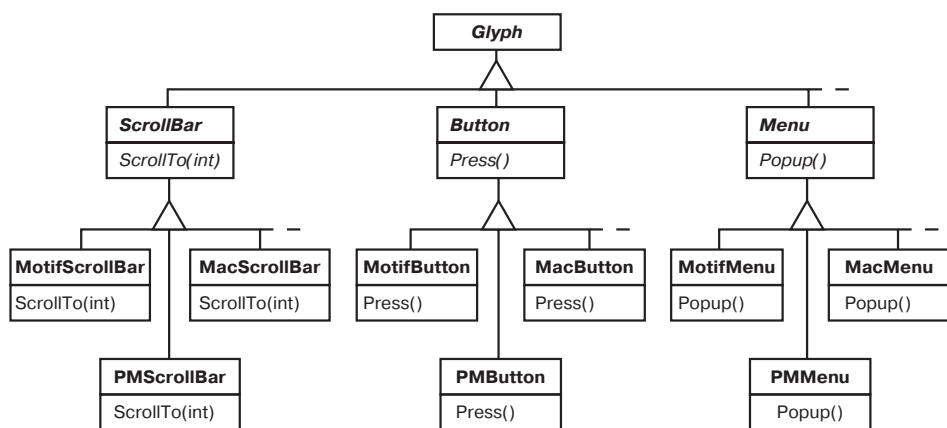 Glyph
ScrollBar
ScrollTo(int)
Button
Press()
Menu
Popup()
MotifScrollBar
ScrollTo(int)
MacScrollBar
ScrollTo(int)
MotifButton
Press()
MacButton
Press()
MotifMenu
Popup()
MacMenu
Popup()
PMScrollBar
ScrollTo(int)
PMButton
Press()
PMMenu
Popup()